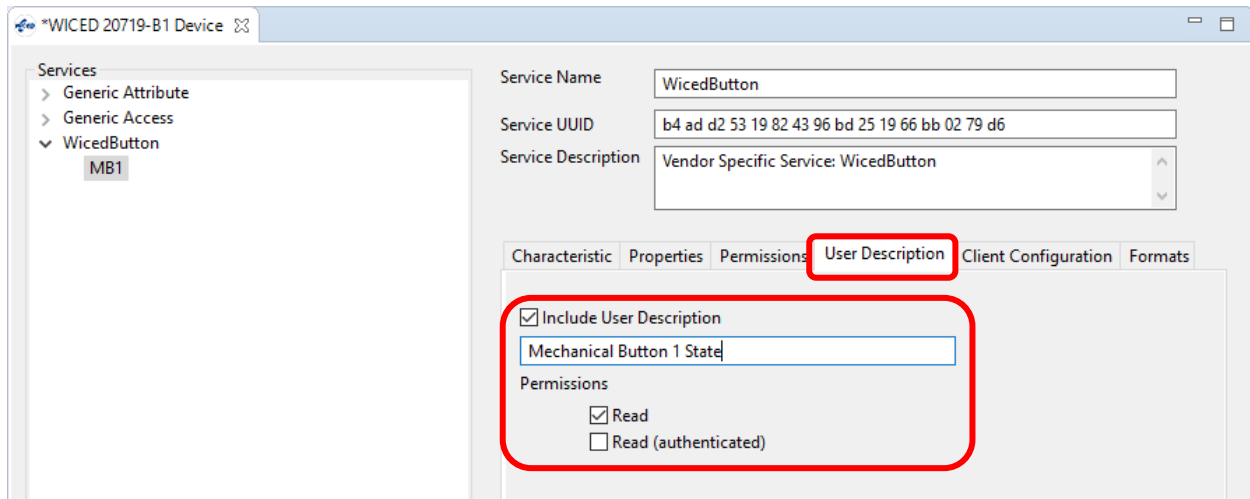 *WICED 20719-B1 Device
Services
Generic Attribute
Generic Access
WicedButton
MB1
Service Name
WicedButton
Service UUID
b4 ad d2 53 19 82 43 96 bd 25 19 66 bb 02 79 d6
Service Description
Vendor Specific Service: WicedButton
Characteristic Properties Permissions User Description Client Configuration Formats
Include User Description
Mechanical Button 1 State
Permissions
Read
Read (authenticated)